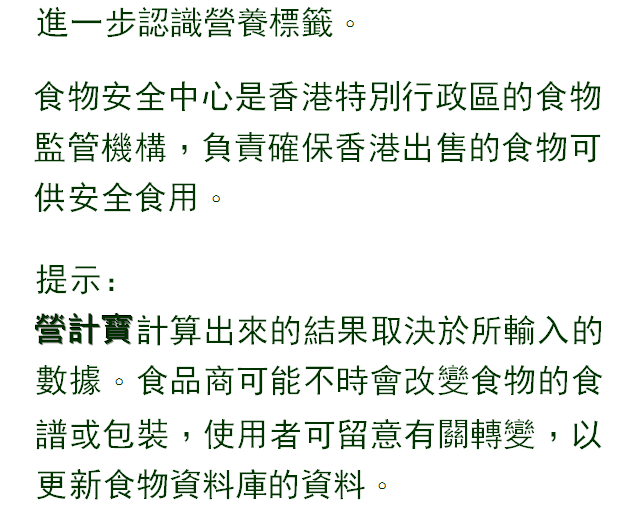 進一步認識營養標籤。
食物安全中心是香港特別行政區的食物
監管機構，負責確保香港出售的食物可
供安全食用。
提示:
營計寶計算出來的結果取決於所輸入的
數據。食品商可能不時會改變食物的食
譜或包裝，使用者可留意有關轉變，以
更新食物資料庫的資料。